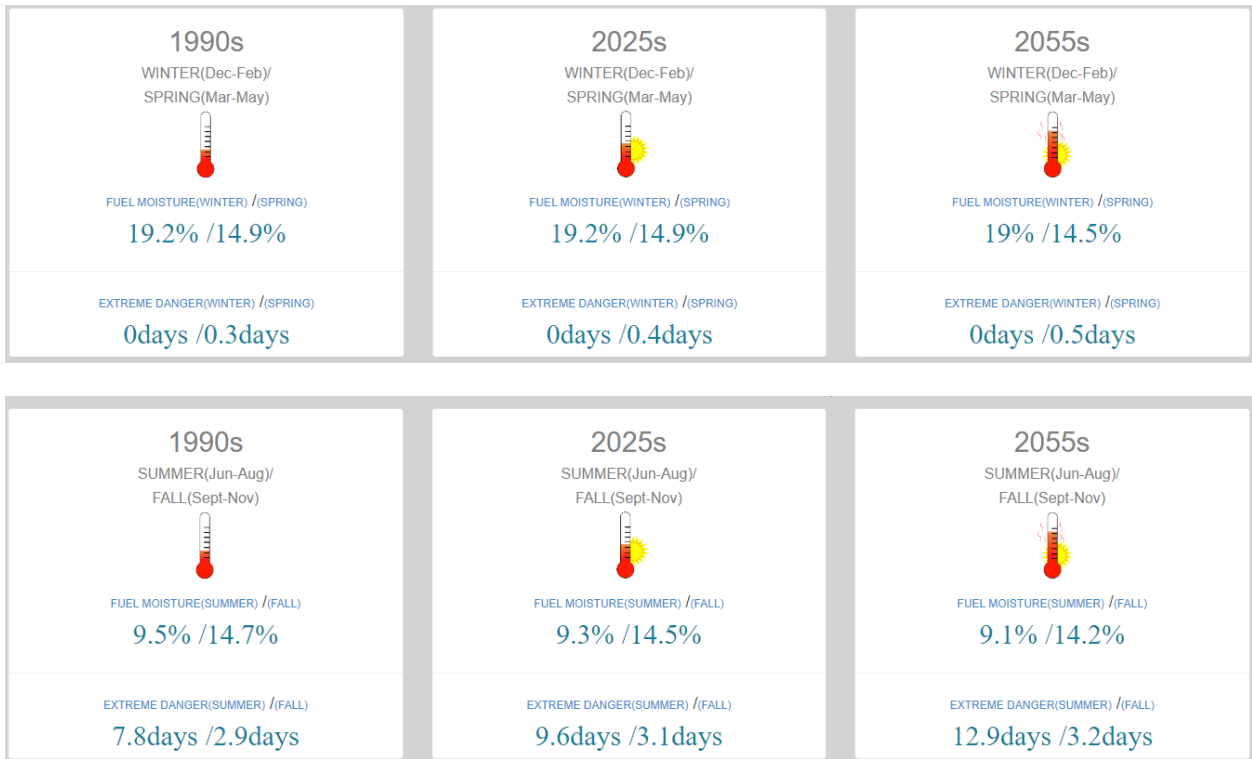 1990s
WINTER(Dec-Feb)/
SPRING(Mar-May)
FUEL MOISTURE(WINTER) /(SPRING)
19.2% /14.9%
EXTREME DANGER(WINTER) /(SPRING)
0days /0.3days
2025s
WINTER(Dec-Feb)/
SPRING(Mar-May)
FUEL MOISTURE(WINTER) /(SPRING)
19.2% /14.9%
EXTREME DANGER(WINTER) /(SPRING)
0days /0.4days
2055s
WINTER(Dec-Feb)/
SPRING(Mar-May)
FUEL MOISTURE(WINTER) /(SPRING)
19% /14.5%
EXTREME DANGER(WINTER) /(SPRING)
0days /0.5days
1990s
SUMMER(Jun-Aug)/
FALL(Sept-Nov)
FUEL MOISTURE(SUMMER) /(FALL)
9.5% /14.7%
EXTREME DANGER(SUMMER) /(FALL)
7.8days /2.9days
2025s
SUMMER(Jun-Aug)/
FALL(Sept-Nov)
FUEL MOISTURE(SUMMER) /(FALL)
9.3% /14.5%
EXTREME DANGER(SUMMER) /(FALL)
9.6days /3.1days
2055s
SUMMER(Jun-Aug)/
FALL(Sept-Nov)
FUEL MOISTURE(SUMMER) /(FALL)
9.1% /14.2%
EXTREME DANGER(SUMMER) /(FALL)
12.9days /3.2days